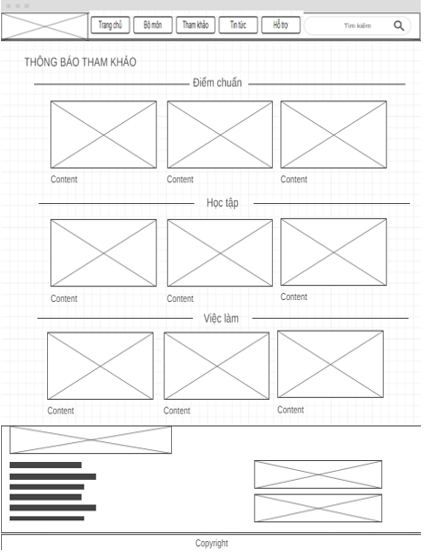 Trang chủ Bộ môn Tham khảo Tin tức Hỗ trợ Tìm kiếm
THÔNG BÁO THAM KHẢO
Điểm chuẩn
Content Content Content
Học tập
Content Content Content
Việc làm
Content Content Content
Copyright